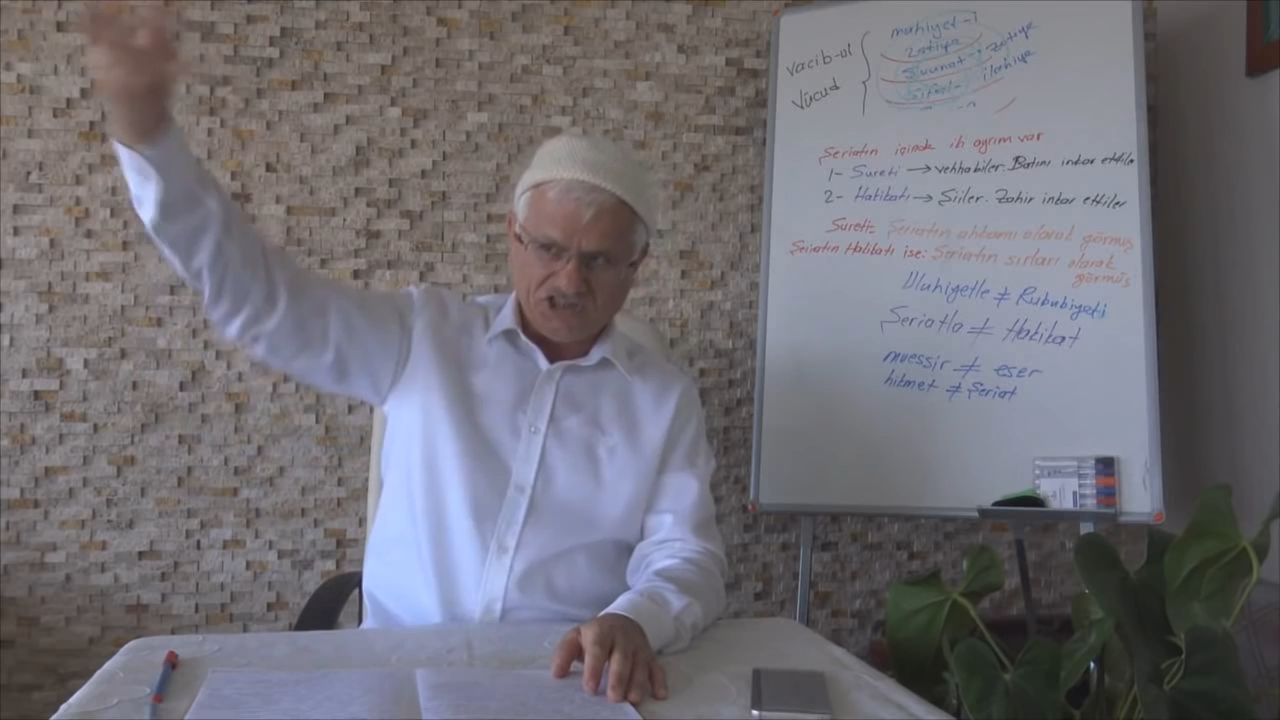 vacib-ul
Vücud
mahiyet-i
Zatiye
Şuunat-ı Zatiye
Sıfat-ı ilahiye
Şeriatın içinde iki ayrım var
1- Sureti → vehhabiler. Batını inkar ettiler
2- Hakikatı → Şiiler. Zahir inkar ettiler
Sureti: Şeriatın ahkamı olarak görmüş
Şeriatın Hakikatı ise: Şeriatın sırları olarak
görmüş
Uluhiyetle ≠ Rububiyeti
Şeriatla ≠ Hakikat
muessir ≠ eser
hikmet ≠ Şeriat